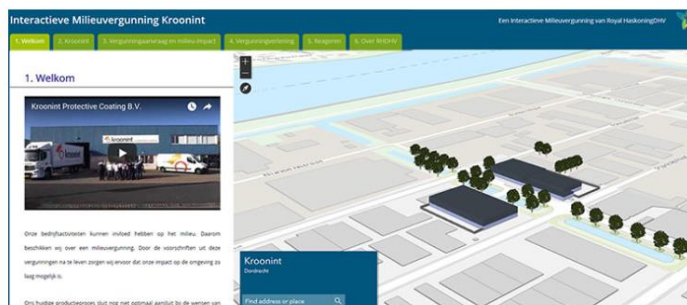 Interactieve Milieuvergunning Kroonint
Een Interactieve Milieuvergunning van Royal HaskoningDHV
1. Welkom
2. Kroonint
3. Vergunningaanvraag en milieu-impact
4. Vergunningverlening
5. Reageren
6. Over RHDHV
1. Welkom
Kroonint Protective Coating B.V.
kroonint
kroonint
Onze bedrijfsactiviteiten kunnen invloed hebben op het milieu. Daarom
beschikken wij over een milieuvergunning. Door de voorschriften uit deze
vergunningen na te leven zorgen wij ervoor dat onze impact op de omgeving zo
laag mogelijk is.
Ons huidige productieproces sluit nog niet optimaal aan bij de wensen van
Kroonint
Dordrecht
Find address or place